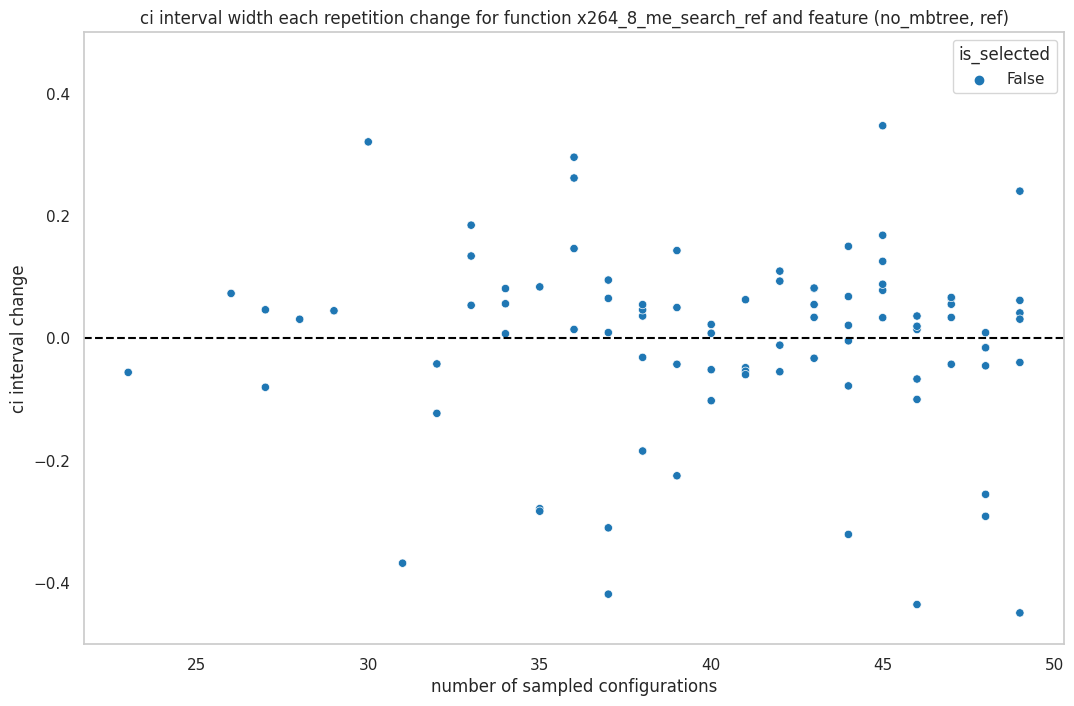 ci interval width each repetition change for function x264_8_me_search_ref and feature (no_mbtree, ref)
is_selected
False
ci interval change
0.4
0.2
0.0
−0.2
−0.4
25 30 35 40 45 50
number of sampled configurations